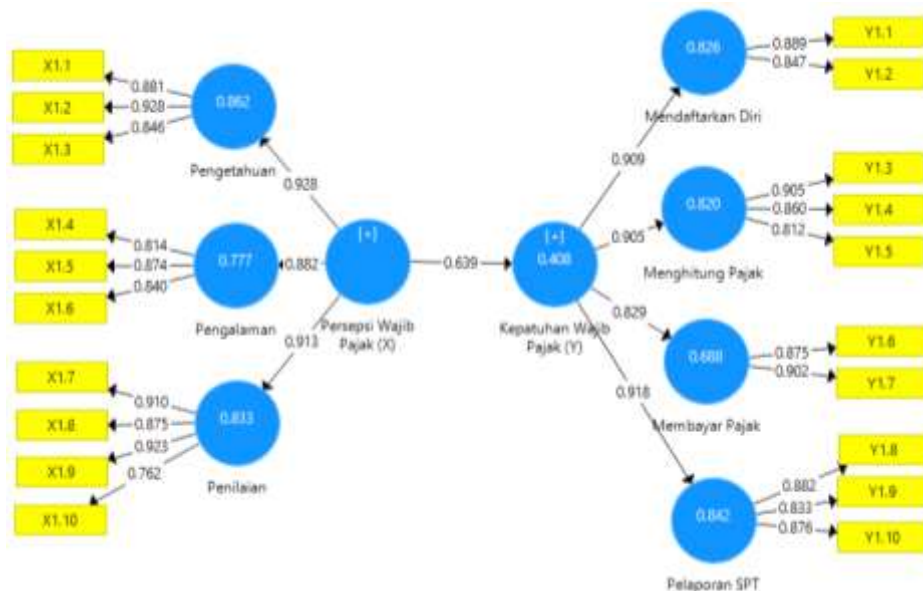 X1.1
X1.2
X1.3
0.881
0.928
0.846
0.862
Pengetahuan
0.928
X1.4
X1.5
X1.6
0.814
0.874
0.840
0.777
Pengalaman
0.882
X1.7
X1.8
X1.9
X1.10
0.910
0.875
0.923
0.762
0.833
Penilaian
0.913
[+]
Persepsi Wajib
Pajak (X)
0.639
[+]
0.408
Kepatuhan Wajib
Pajak (Y)
0.909
0.826
Mendaftarkan Diri
0.889
0.847
Y1.1
Y1.2
0.905
0.820
Menghitung Pajak
0.905
0.860
0.812
Y1.3
Y1.4
Y1.5
0.829
0.688
Membayar Pajak
0.875
0.902
Y1.6
Y1.7
0.918
0.842
Pelaporan SPT
0.882
0.833
0.876
Y1.8
Y1.9
Y1.10